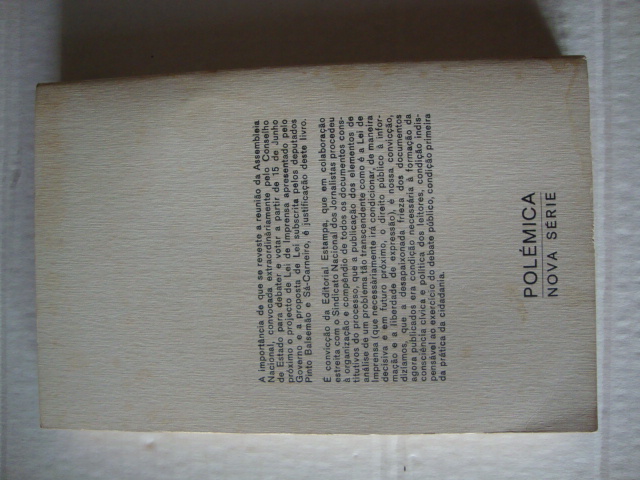 A importância de que se reveste a reunião da Assembleia
Nacional, convocada extraordinàriamente pelo Conselho
de Estado para debater e votar a partir de 15 de Junho
próximo o projecto de Lei de Imprensa apresentado pelo
Governo e a proposta de Lei subscrita pelos deputados
Pinto Balsemão e Sá-Carneiro, é justificação deste livro.
É convicção da Editorial Estampa, que em colaboração
estreita com o Sindicato Nacional dos Jornalistas procedeu
à organização e compêndio de todos os documentos cons-
titutivos do processo, que a publicação dos elementos de
análise de um problema tão transcendente como é a Lei de
Imprensa (que necessàriamente irá condicionar, de maneira
decisiva e em futuro próximo, o direito público à infor-
mação e a liberdade de expressão), é nossa convicção,
dizíamos, que a desapaixonada frieza dos documentos
agora publicados era condição necessária à formação da
consciência cívica e política dos leitores, condição indis-
pensável ao exercício do debate público, condição primeira
da prática da cidadania.
POLÉMICA
NOVA SÉRIE